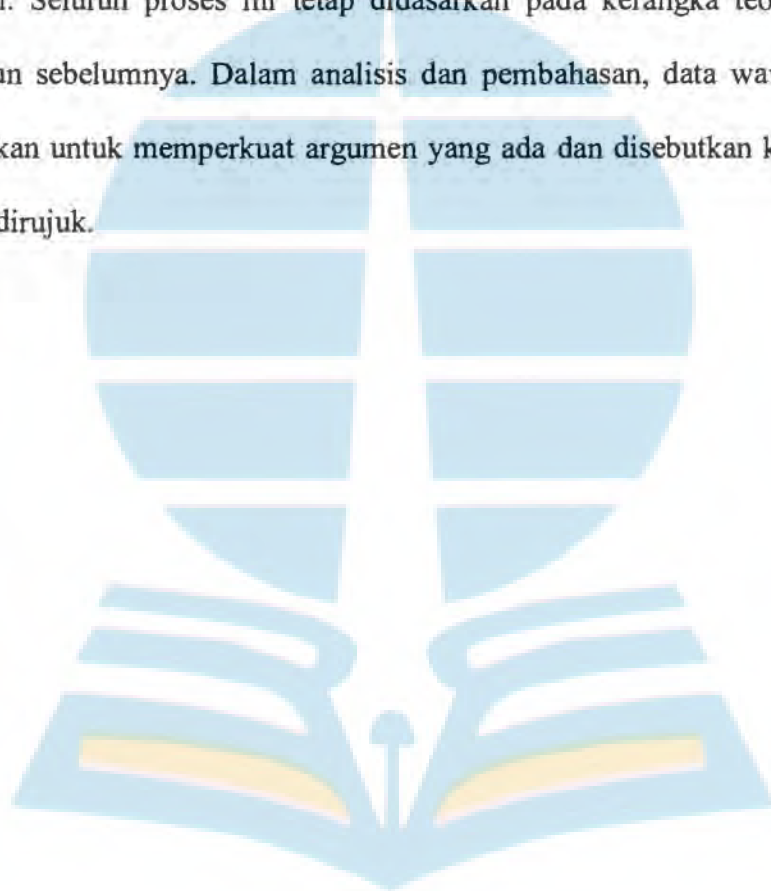 Seluruh proses ini tetap didasarkan pada kerangka
sebelumnya. Dalam analisis dan pembahasan, data
untuk memperkuat argumen yang ada dan disebutkan
dirujuk.